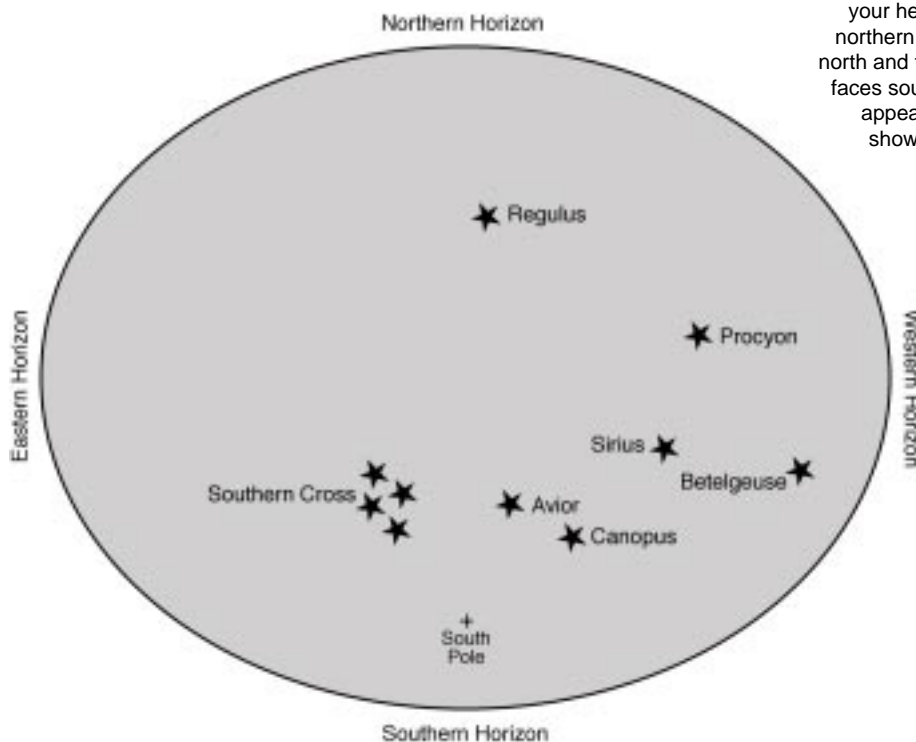 your he
northern
north and
faces sou
appea
show
Northern Horizon
Regulus
Eastern Horizon
Procyon
Western Horizon
Sirius
Betelgeuse
Southern Cross
Avior
Canopus
South
Pole
Southern Horizon